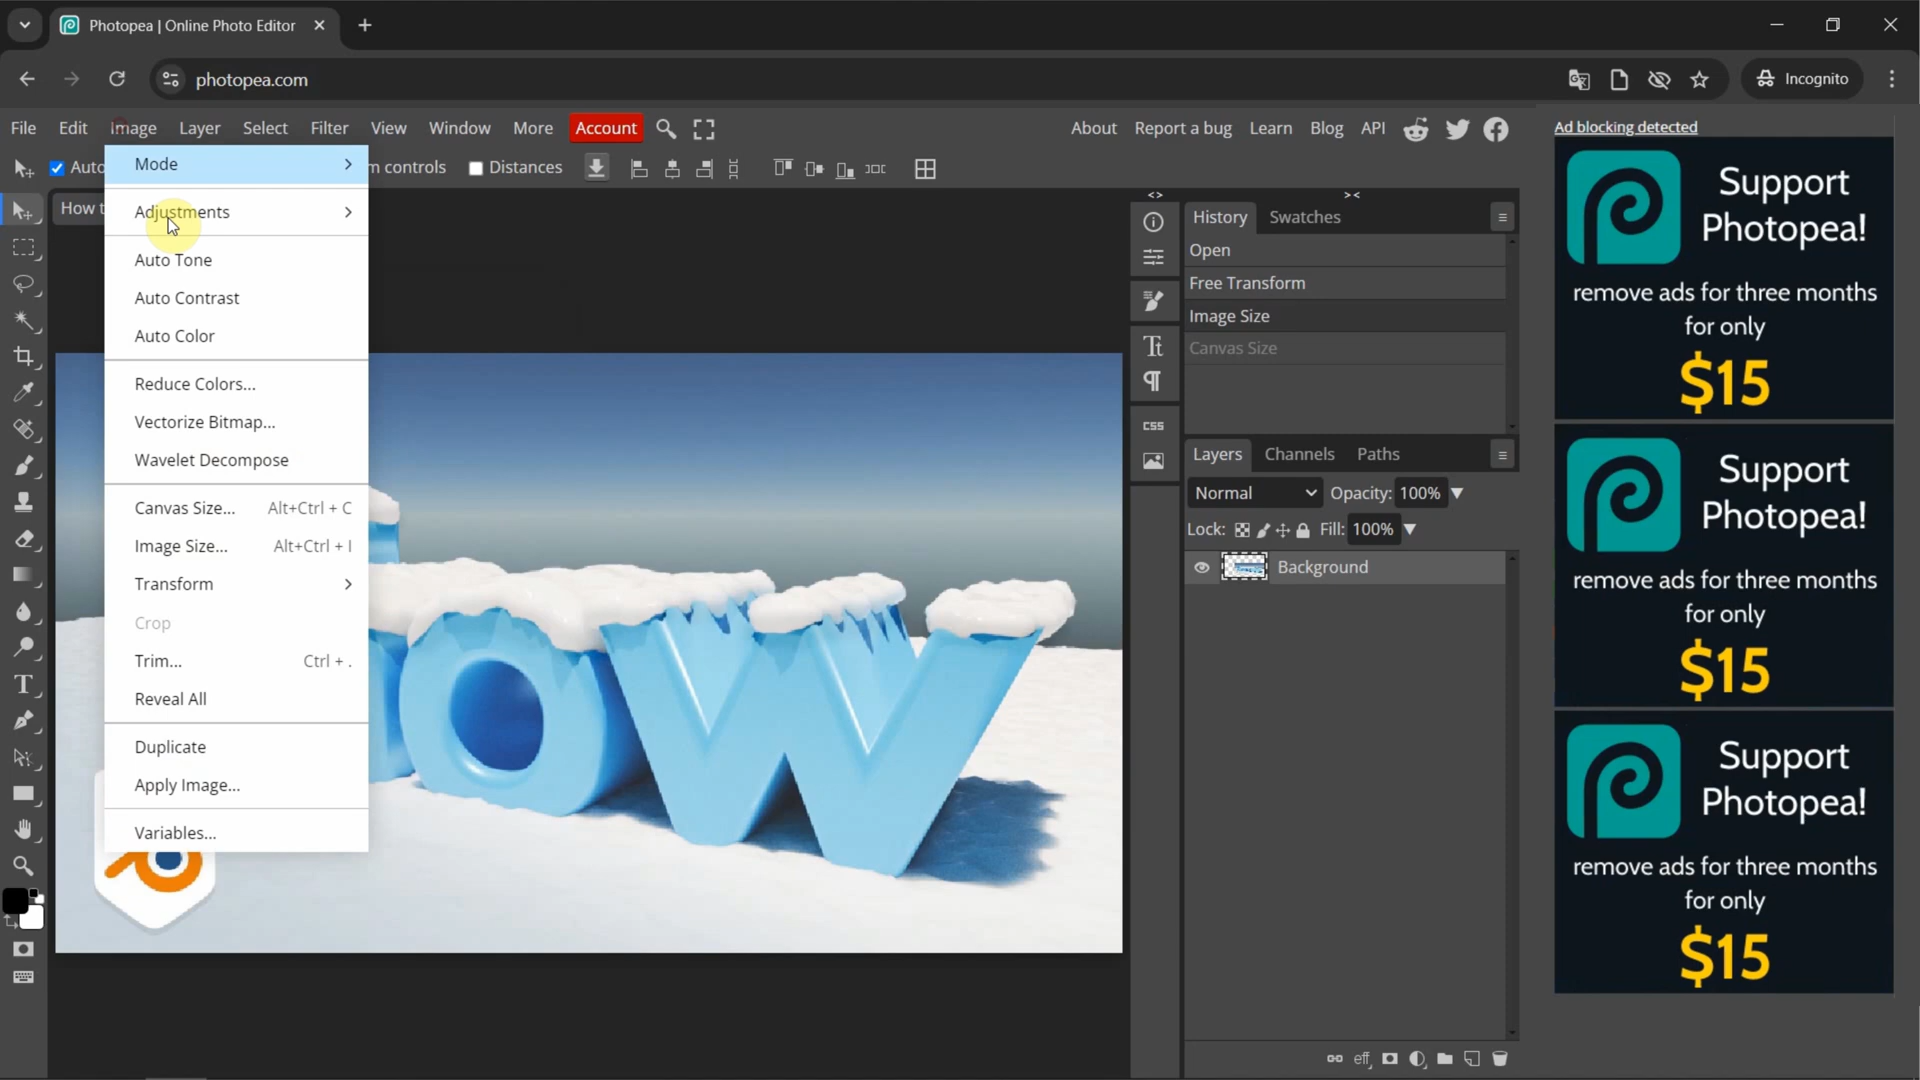 Photopea | Online Photo Editor
photopea.com
Incognito
File Edit Image Layer Select Filter View Window More Account
About Report a bug Learn Blog API
Ad blocking detected
Auto
m controls
Distances
How t
Mode
Adjustments
Auto Tone
Auto Contrast
Auto Color
Reduce Colors...
Vectorize Bitmap...
Wavelet Decompose
Canvas Size... Alt+Ctrl + C
Image Size... Alt+Ctrl + I
Transform
Crop
Trim... Ctrl + .
Reveal All
Duplicate
Apply Image...
Variables...
OW
History Swatches
Open
Free Transform
Image Size
Canvas Size
CSS
Layers Channels Paths
Normal Opacity: 100%
Lock: Fill: 100%
Background
eff
Support
Photopea!
remove ads for three months
for only
$15
Support
Photopea!
remove ads for three months
for only
$15
Support
Photopea!
remove ads for three months
for only
$15